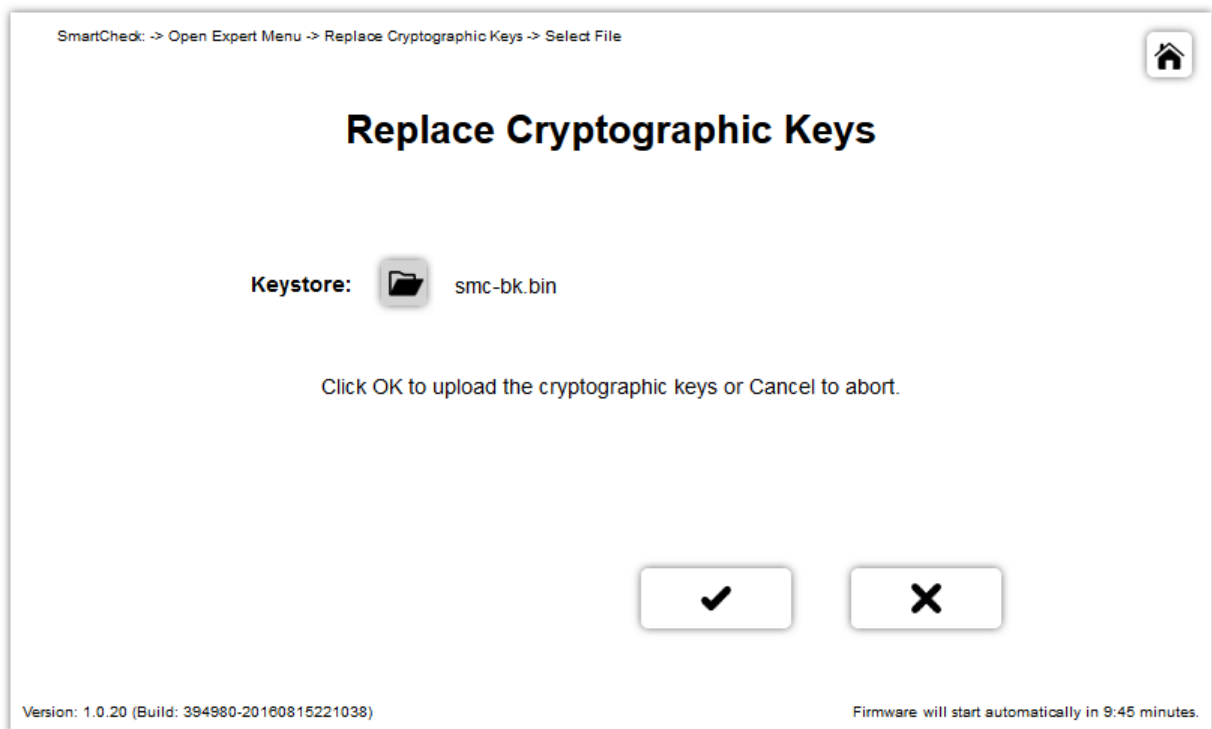 SmartCheck: -> Open Expert Menu -> Replace Cryptographic Keys -> Select File
Replace Cryptographic Keys
Keystore: smc-bk.bin
Click OK to upload the cryptographic keys or Cancel to abort.
Version: 1.0.20 (Build: 394980-20160815221038) Firmware will start automatically in 9:45 minutes.